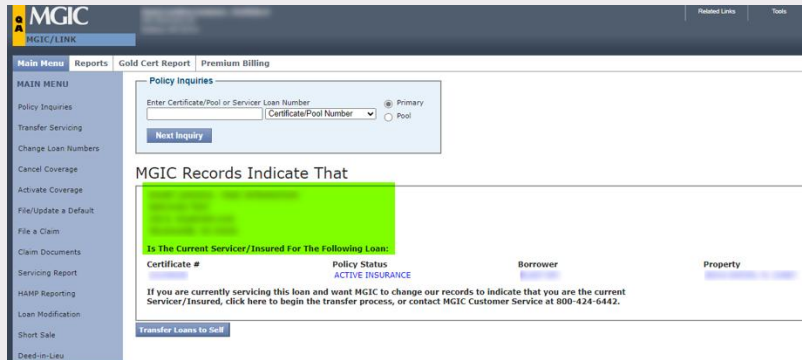 QA
MGIC
MGIC/LINK
Related Links Tools
Main Menu Reports Gold Cert Report Premium Billing
MAIN MENU
Policy Inquiries
Transfer Servicing
Change Loan Numbers
Cancel Coverage
Activate Coverage
File/Update a Default
File a Claim
Claim Documents
Servicing Report
HAMP Reporting
Loan Modification
Short Sale
Deed-in-Lieu
Policy Inquiries
Enter Certificate/Pool or Servicer Loan Number
Certificate/Pool Number
Primary
Pool
Next Inquiry
MGIC Records Indicate That
Is The Current Servicer/Insured For The Following Loan:
Certificate # Policy Status Borrower Property
ACTIVE INSURANCE
If you are currently servicing this loan and want MGIC to change our records to indicate that you are the current
Servicer/Insured, click here to begin the transfer process, or contact MGIC Customer Service at 800-424-6442.
Transfer Loans to Self